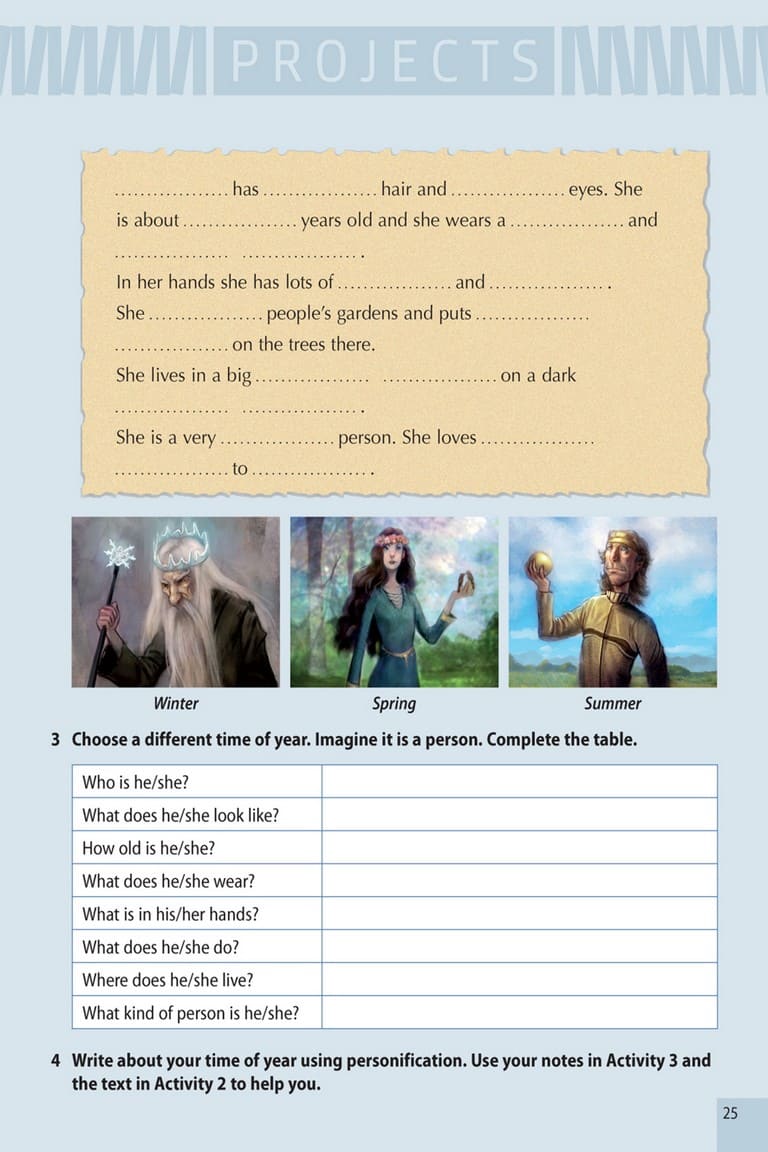 PROJECTS
.................. has .................. hair and .................. eyes. She
is about .................. years old and she wears a .................. and
.................. .................. .
In her hands she has lots of .................. and .................. .
She .................. people's gardens and puts ..................
.................. on the trees there.
She lives in a big .................. .................. on a dark
.................. .................. .
She is a very .................. person. She loves ..................
.................. to .................. .
Winter
Spring
Summer
3 Choose a different time of year. Imagine it is a person. Complete the table.
Who is he/she?
What does he/she look like?
How old is he/she?
What does he/she wear?
What is in his/her hands?
What does he/she do?
Where does he/she live?
What kind of person is he/she?
4 Write about your time of year using personification. Use your notes in Activity 3 and
the text in Activity 2 to help you.
25